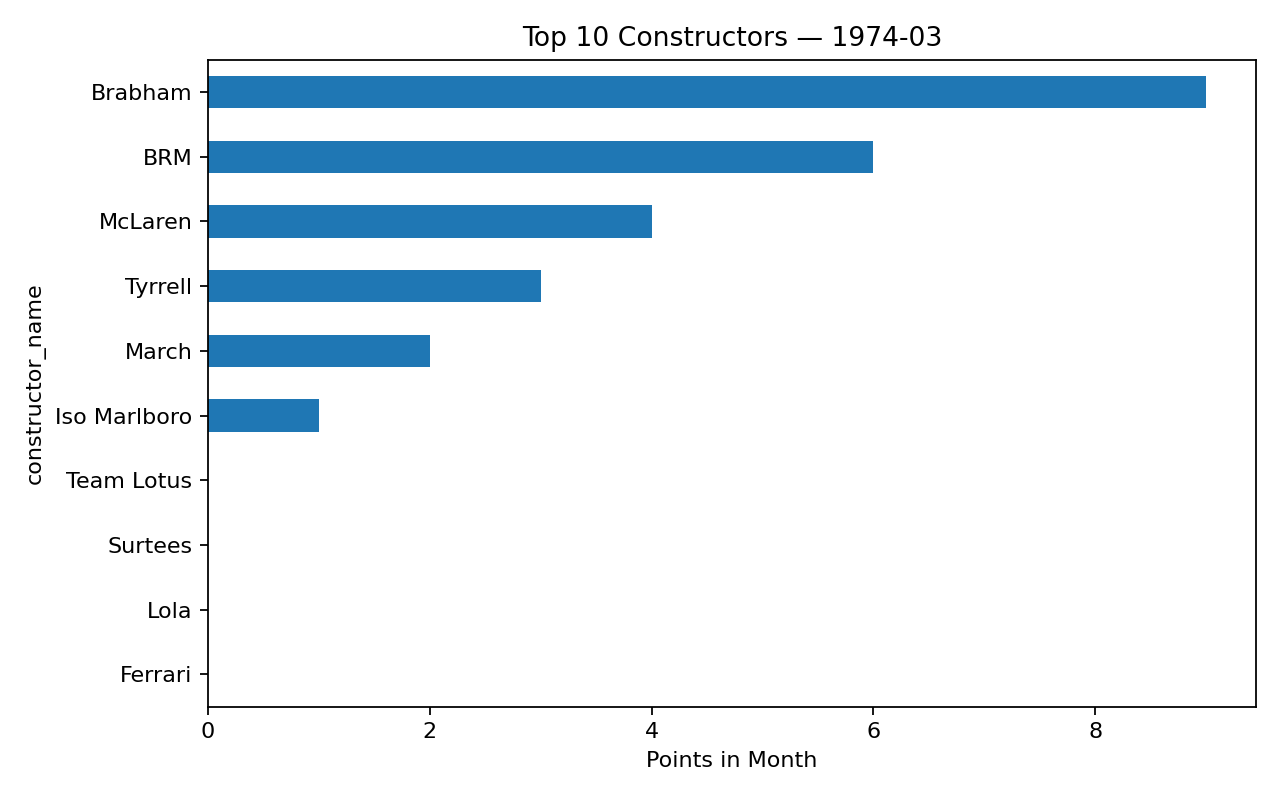 Top 10 Constructors — 1974-03
constructor_name
Brabham
BRM
McLaren
Tyrrell
March
Iso Marlboro
Team Lotus
Surtees
Lola
Ferrari
0 2 4 6 8
Points in Month